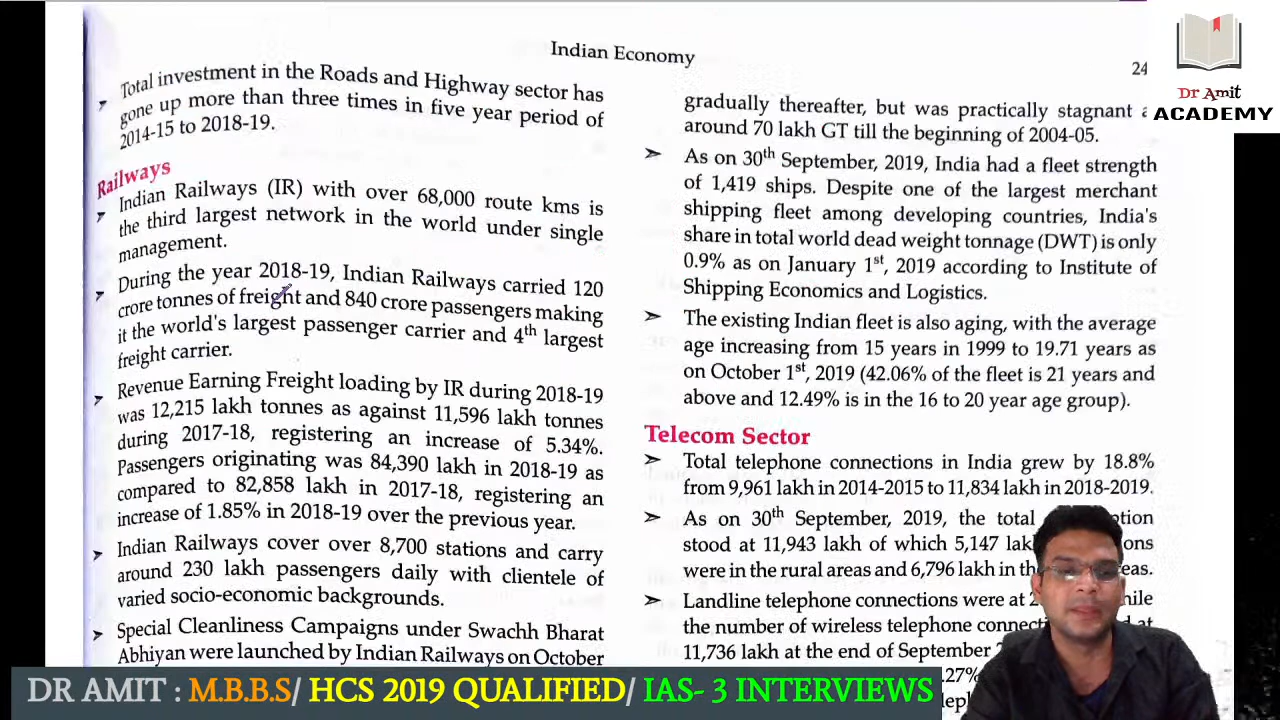 Indian Economy
24
Total investment in the Roads and Highway sector has
gone up more than three times in five year period of
2014-15 to 2018-19.
Railways
Indian Railways (IR) with over 68,000 route kms is
the third largest network in the world under single
management.
During the year 2018-19, Indian Railways carried 120
crore tonnes of freight and 840 crore passengers making
it the world's largest passenger carrier and 4th largest
freight carrier.
Revenue Earning Freight loading by IR during 2018-19
was 12,215 lakh tonnes as against 11,596 lakh tonnes
during 2017-18, registering an increase of 5.34%.
Passengers originating was 84,390 lakh in 2018-19 as
compared to 82,858 lakh in 2017-18, registering an
increase of 1.85% in 2018-19 over the previous year.
Indian Railways cover over 8,700 stations and carry
around 230 lakh passengers daily with clientele of
varied socio-economic backgrounds.
Special Cleanliness Campaigns under Swachh Bharat
Abhiyan were launched by Indian Railways on October
gradually thereafter, but was practically stagnant
around 70 lakh GT till the beginning of 2004-05.
As on 30th September, 2019, India had a fleet strength
of 1,419 ships. Despite one of the largest merchant
shipping fleet among developing countries, India's
share in total world dead weight tonnage (DWT) is only
0.9% as on January 1st, 2019 according to Institute of
Shipping Economics and Logistics.
The existing Indian fleet is also aging, with the average
age increasing from 15 years in 1999 to 19.71 years as
on October 1st, 2019 (42.06% of the fleet is 21 years and
above and 12.49% is in the 16 to 20 year age group).
Telecom Sector
Total telephone connections in India grew by 18.8%
from 9,961 lakh in 2014-2015 to 11,834 lakh in 2018-2019.
As on 30th September, 2019, the total
stood at 11,943 lakh of which 5,147
were in the rural areas and 6,796 lakh in
Landline telephone connections were at
the number of wireless telephone
11,736 lakh at the end of September
Dr Amit
ACADEMY
DR AMIT : M.B.B.S/ HCS 2019 QUALIFIED/ IAS- 3 INTERVIEWS